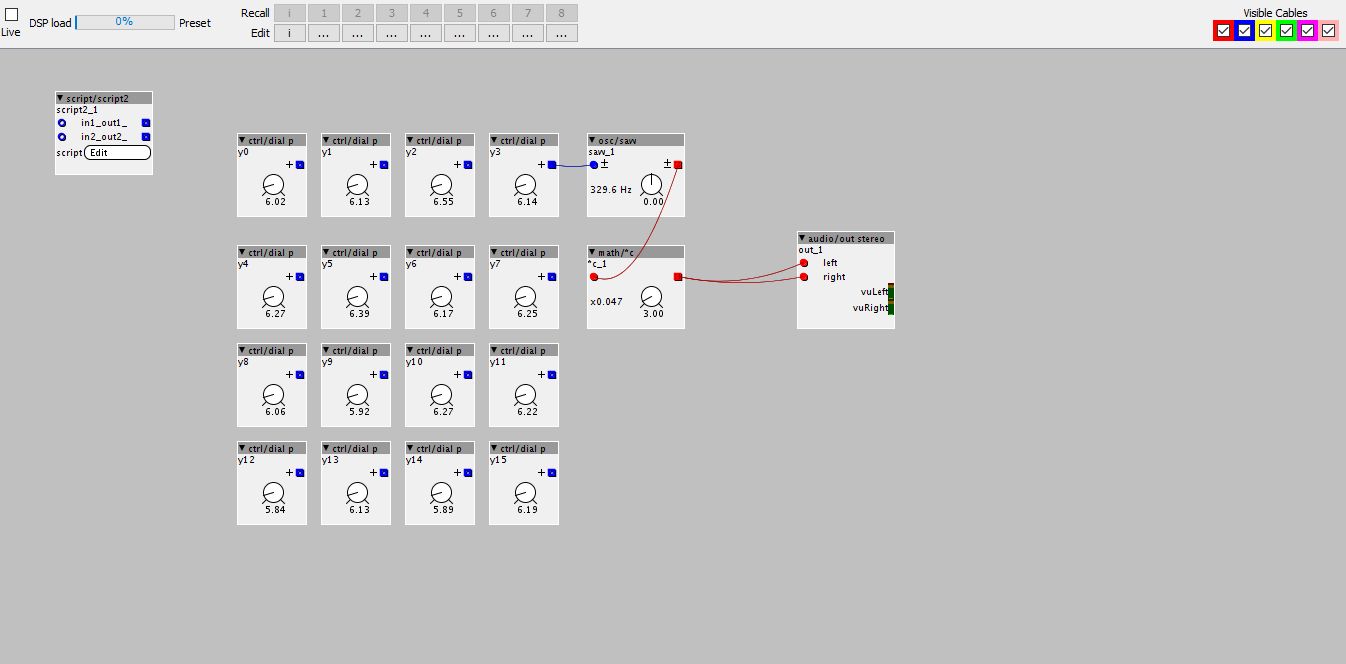 Live
DSP load 0% Preset
Recall i 1 2 3 4 5 6 7 8
Edit i ... ... ... ... ... ... ... ...
Visible Cables
script/script2
script2_1
in1_out1_
in2_out2_
script Edit
ctrl/dial p ctrl/dial p ctrl/dial p ctrl/dial p osc/saw
y0 y1 y2 y3 saw_1
+ + + + ± ±
329.6 Hz
6.02 6.13 6.55 6.14 0.00
audio/out stereo
out_1
left
right
vuLeft
vuRight
ctrl/dial p ctrl/dial p ctrl/dial p ctrl/dial p math/*c
y4 y5 y6 y7 *c_1
+ + + +
x0.047
6.27 6.39 6.17 6.25 3.00
ctrl/dial p ctrl/dial p ctrl/dial p ctrl/dial p
y8 y9 y10 y11
+ + + +
6.06 5.92 6.27 6.22
ctrl/dial p ctrl/dial p ctrl/dial p ctrl/dial p
y12 y13 y14 y15
+ + + +
5.84 6.13 5.89 6.19